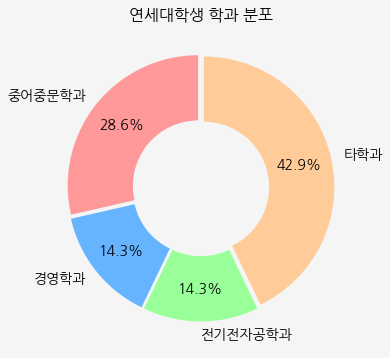 연세대학생 학과 분포
중어중문학과
28.6%
42.9%
타학과
14.3%
경영학과
14.3%
전기전자공학과